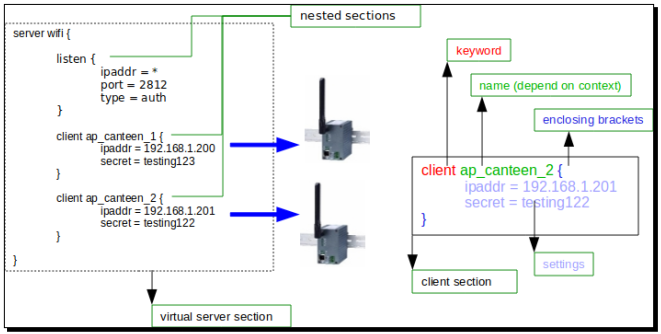 nested sections
server wifi {
listen {
ipaddr = *
port = 2812
type = auth
}
client ap_canteen_1 {
ipaddr = 192.168.1.200
secret = testing123
}
client ap_canteen_2 {
ipaddr = 192.168.1.201
secret = testing122
}
}
virtual server section
keyword
name (depend on context)
enclosing brackets
client ap_canteen_2 {
ipaddr = 192.168.1.201
secret = testing122
}
settings
client section